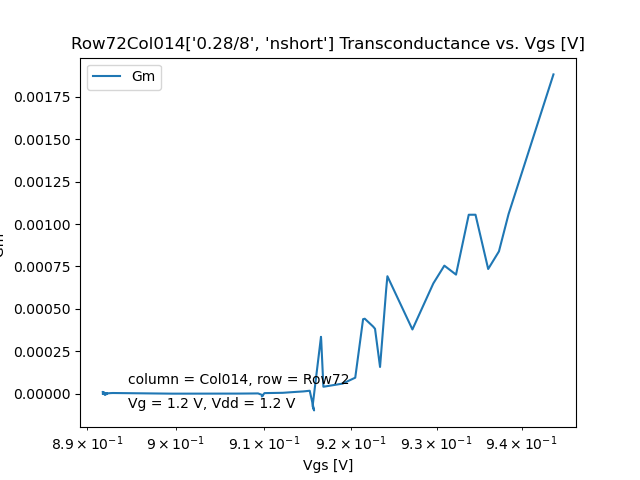 Row72Col014['0.28/8', 'nshort'] Transconductance vs. Vgs [V]
Gm
0.00175
0.00150
0.00125
0.00100
0.00075
0.00050
0.00025
0.00000
Gm
column = Col014, row = Row72
Vg = 1.2 V, Vdd = 1.2 V
8.9 × 10⁻¹ 9 × 10⁻¹ 9.1 × 10⁻¹ 9.2 × 10⁻¹ 9.3 × 10⁻¹ 9.4 × 10⁻¹
Vgs [V]